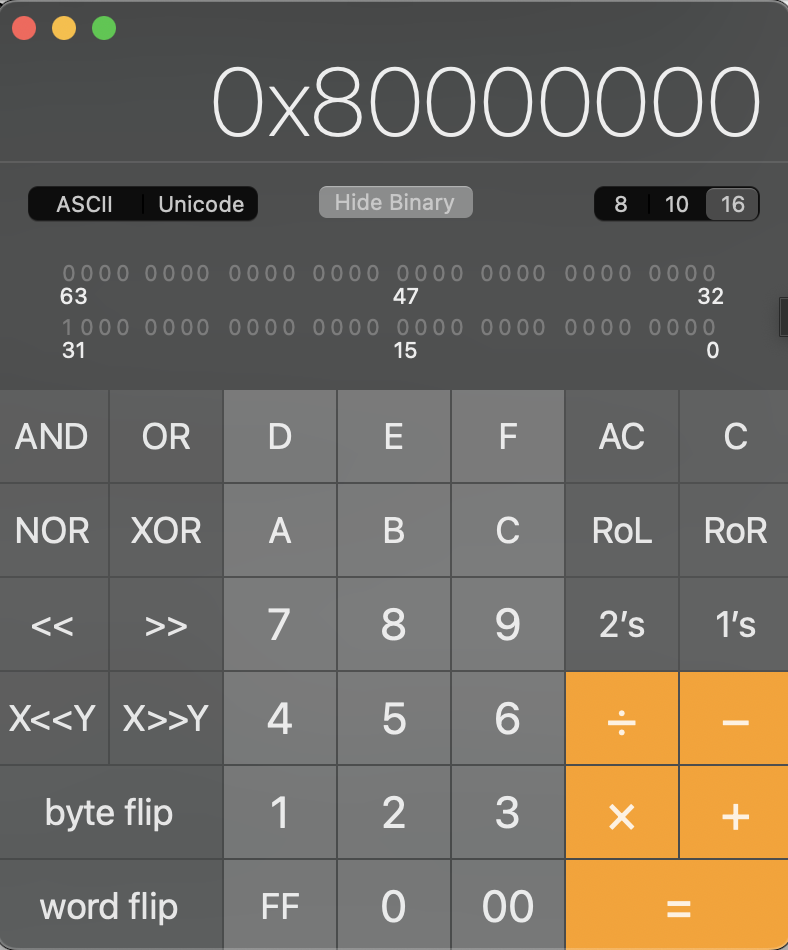 0x80000000
ASCII Unicode Hide Binary 8 10 16
0000 0000 0000 0000 0000 0000 0000 0000
63 47 32
1000 0000 0000 0000 0000 0000 0000 0000
31 15 0
AND OR D E F AC C
NOR XOR A B C RoL RoR
<< >> 7 8 9 2's 1's
X<<Y X>>Y 4 5 6 ÷ −
byte flip 1 2 3 × +
word flip FF 0 00 =